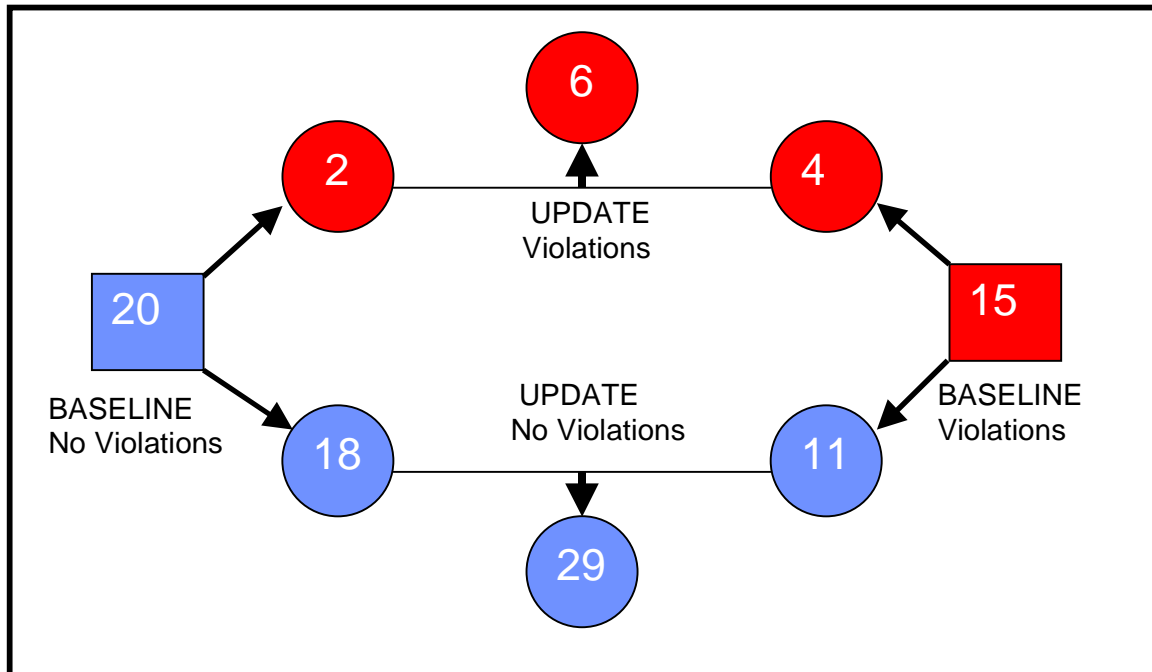 6
2
4
UPDATE
Violations
20
15
BASELINE
No Violations
UPDATE
No Violations
BASELINE
Violations
18
11
29